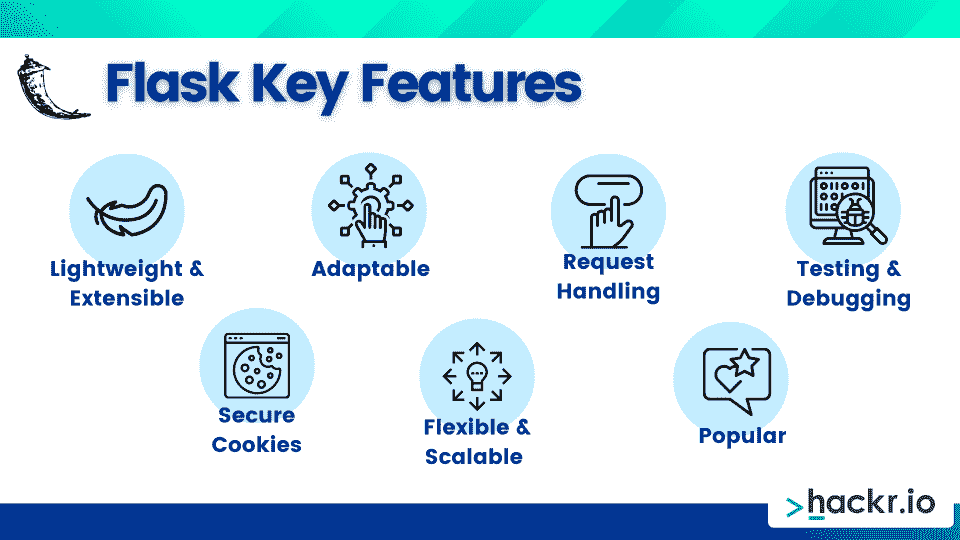 Flask Key Features
Lightweight &
Extensible
Adaptable
Request
Handling
Testing &
Debugging
Secure
Cookies
Flexible &
Scalable
Popular
hackr.io